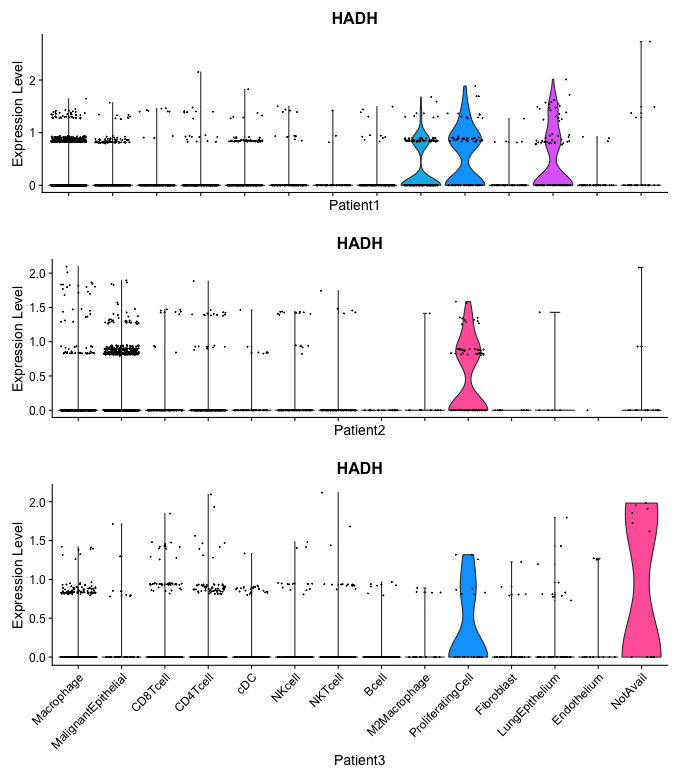 HADH
Expression Level
2
1
0
Patient1
HADH
Expression Level
2.0
1.5
1.0
0.5
0.0
Patient2
HADH
Expression Level
2.0
1.5
1.0
0.5
0.0
Macrophage
MalignantEpithelial
CD8Tcell
CD4Tcell
cDC
NKcell
NKTcell
Bcell
M2Macrophage
ProliferatingCell
Fibroblast
LungEpithelium
Endothelium
NotAvail
Patient3